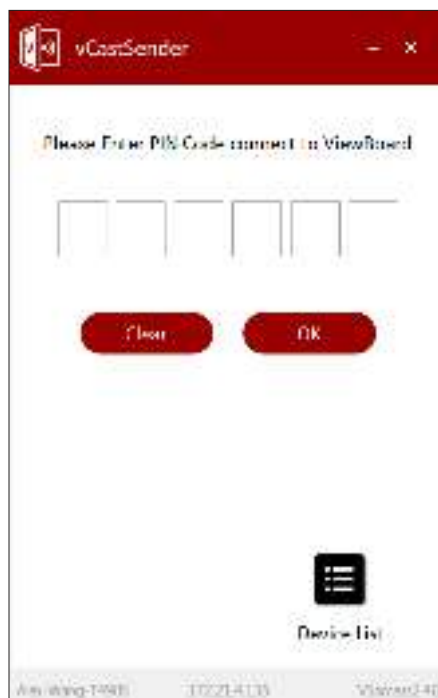 vCastSender
Please Enter PIN Code connect to ViewBoard
Clear OK
Device List